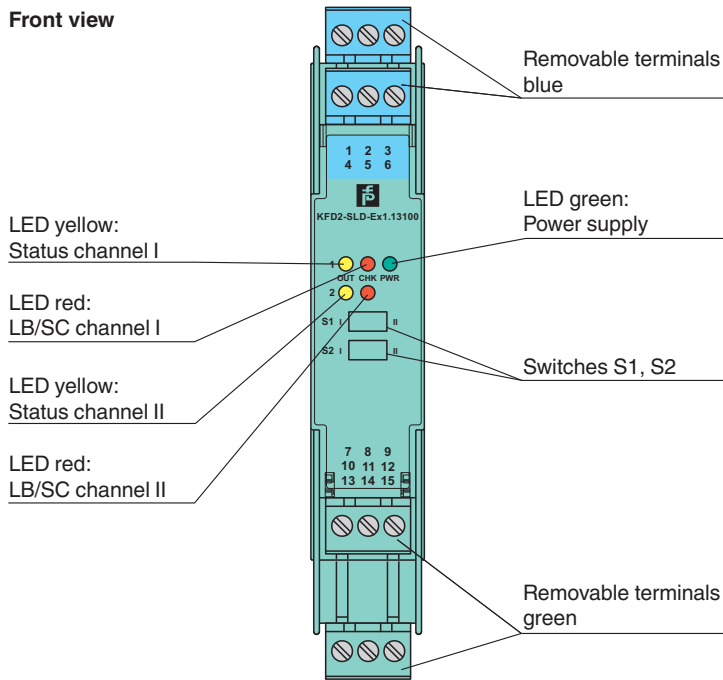 Front view
Removable terminals
blue
1 2 3
4 5 6
KFD2-SLD-Ex1.13100
LED yellow:
Status channel I
LED green:
Power supply
1
OUT CHK PWR
2
LED red:
LB/SC channel I
S1 I II
S2 I II
Switches S1, S2
LED yellow:
Status channel II
LED red:
LB/SC channel II
7 8 9
10 11 12
13 14 15
Removable terminals
green